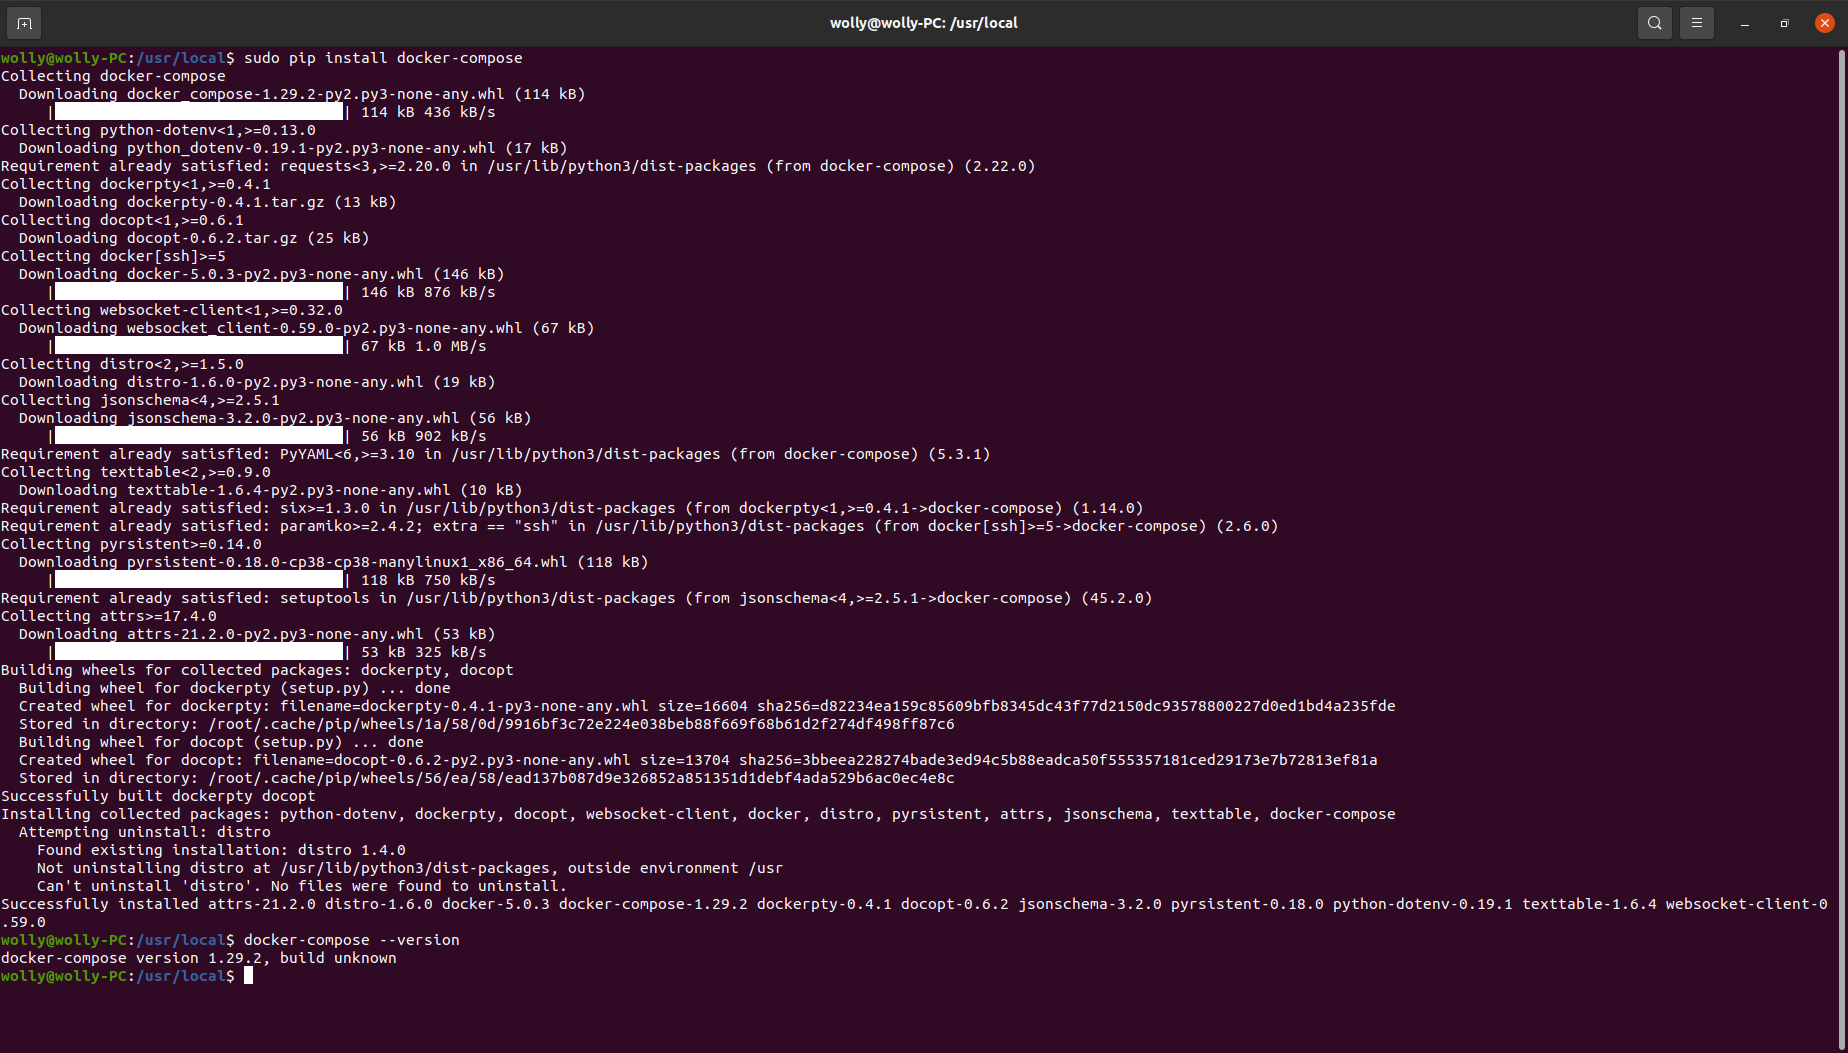 wolly@wolly-PC: /usr/local
wolly@wolly-PC:/usr/local$ sudo pip install docker-compose
Collecting docker-compose
  Downloading docker_compose-1.29.2-py2.py3-none-any.whl (114 kB)
     || 114 kB 436 kB/s
Collecting python-dotenv<1,>=0.13.0
  Downloading python_dotenv-0.19.1-py2.py3-none-any.whl (17 kB)
Requirement already satisfied: requests<3,>=2.20.0 in /usr/lib/python3/dist-packages (from docker-compose) (2.22.0)
Collecting dockerpty<1,>=0.4.1
  Downloading dockerpty-0.4.1.tar.gz (13 kB)
Collecting docopt<1,>=0.6.1
  Downloading docopt-0.6.2.tar.gz (25 kB)
Collecting docker[ssh]>=5
  Downloading docker-5.0.3-py2.py3-none-any.whl (146 kB)
     || 146 kB 876 kB/s
Collecting websocket-client<1,>=0.32.0
  Downloading websocket_client-0.59.0-py2.py3-none-any.whl (67 kB)
     || 67 kB 1.0 MB/s
Collecting distro<2,>=1.5.0
  Downloading distro-1.6.0-py2.py3-none-any.whl (19 kB)
Collecting jsonschema<4,>=2.5.1
  Downloading jsonschema-3.2.0-py2.py3-none-any.whl (56 kB)
     || 56 kB 902 kB/s
Requirement already satisfied: PyYAML<6,>=3.10 in /usr/lib/python3/dist-packages (from docker-compose) (5.3.1)
Collecting texttable<2,>=0.9.0
  Downloading texttable-1.6.4-py2.py3-none-any.whl (10 kB)
Requirement already satisfied: six>=1.3.0 in /usr/lib/python3/dist-packages (from dockerpty<1,>=0.4.1->docker-compose) (1.14.0)
Requirement already satisfied: paramiko>=2.4.2; extra == "ssh" in /usr/lib/python3/dist-packages (from docker[ssh]>=5->docker-compose) (2.6.0)
Collecting pyrsistent>=0.14.0
  Downloading pyrsistent-0.18.0-cp38-cp38-manylinux1_x86_64.whl (118 kB)
     || 118 kB 750 kB/s
Requirement already satisfied: setuptools in /usr/lib/python3/dist-packages (from jsonschema<4,>=2.5.1->docker-compose) (45.2.0)
Collecting attrs>=17.4.0
  Downloading attrs-21.2.0-py2.py3-none-any.whl (53 kB)
     || 53 kB 325 kB/s
Building wheels for collected packages: dockerpty, docopt
  Building wheel for dockerpty (setup.py) ... done
  Created wheel for dockerpty: filename=dockerpty-0.4.1-py3-none-any.whl size=16604 sha256=d82234ea159c85609bfb8345dc43f77d2150dc93578800227d0ed1bd4a235fde
  Stored in directory: /root/.cache/pip/wheels/1a/58/0d/9916bf3c72e224e038beb88f669f68b61d2f274df498ff87c6
  Building wheel for docopt (setup.py) ... done
  Created wheel for docopt: filename=docopt-0.6.2-py2.py3-none-any.whl size=13704 sha256=3bbeea228274bade3ed94c5b88eadca50f555357181ced29173e7b72813ef81a
  Stored in directory: /root/.cache/pip/wheels/56/ea/58/ead137b087d9e326852a851351d1debf4ada529b6ac0ec4e8c
Successfully built dockerpty docopt
Installing collected packages: python-dotenv, dockerpty, docopt, websocket-client, docker, distro, pyrsistent, attrs, jsonschema, texttable, docker-compose
  Attempting uninstall: distro
    Found existing installation: distro 1.4.0
    Not uninstalling distro at /usr/lib/python3/dist-packages, outside environment /usr
    Can't uninstall 'distro'. No files were found to uninstall.
Successfully installed attrs-21.2.0 distro-1.6.0 docker-5.0.3 docker-compose-1.29.2 dockerpty-0.4.1 docopt-0.6.2 jsonschema-3.2.0 pyrsistent-0.18.0 python-dotenv-0.19.1 texttable-1.6.4 websocket-client-0
.59.0
wolly@wolly-PC:/usr/local$ docker-compose --version
docker-compose version 1.29.2, build unknown
wolly@wolly-PC:/usr/local$